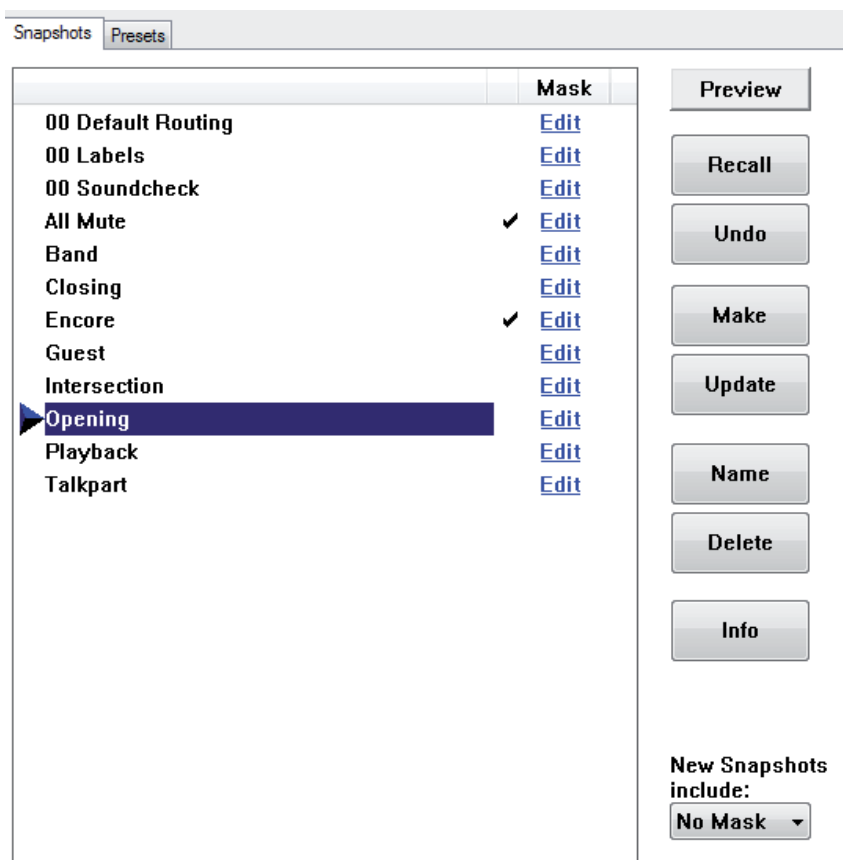 Snapshots Presets
Mask Preview
00 Default Routing Edit
00 Labels Edit
00 Soundcheck Edit
All Mute ✔ Edit
Band Edit
Closing Edit
Encore ✔ Edit
Guest Edit
Intersection Edit
Opening Edit
Playback Edit
Talkpart Edit
Recall
Undo
Make
Update
Name
Delete
Info
New Snapshots
include:
No Mask